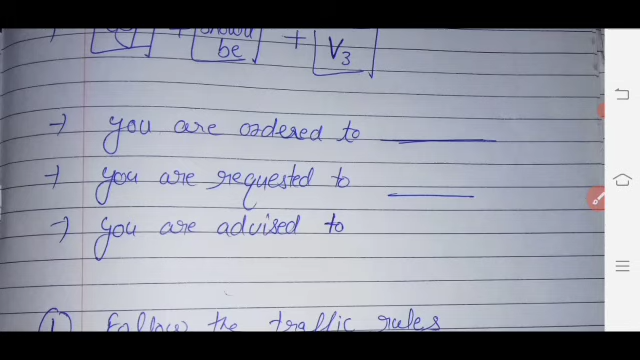 + should be + V3
→ you are ordered to
→ you are requested to
→ you are advised to
① Follow the traffic rules